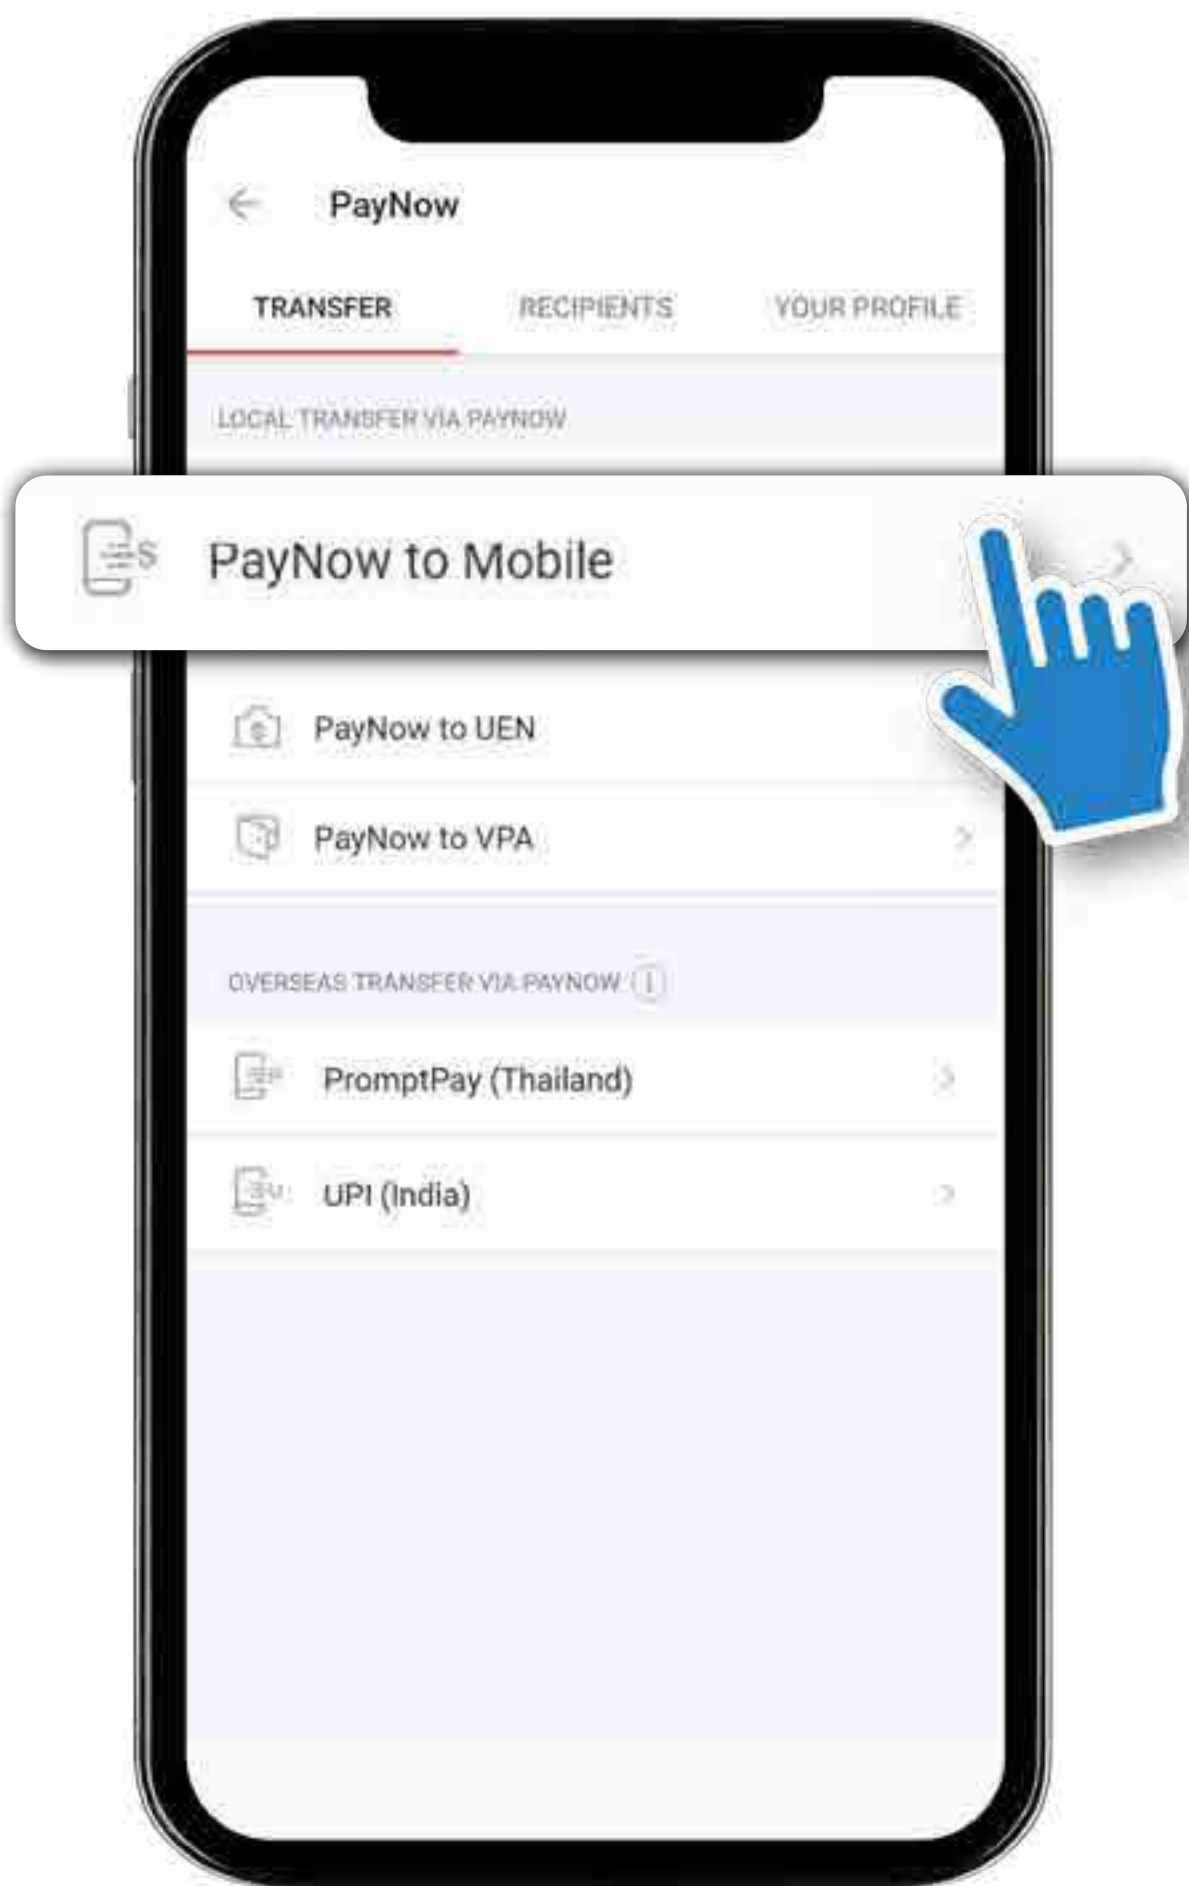 PayNow
TRANSFER RECIPIENTS YOUR PROFILE
LOCAL TRANSFER VIA PAYNOW
PayNow to Mobile
PayNow to UEN
PayNow to VPA
OVERSEAS TRANSFER VIA PAYNOW
PromptPay (Thailand)
UPI (India)